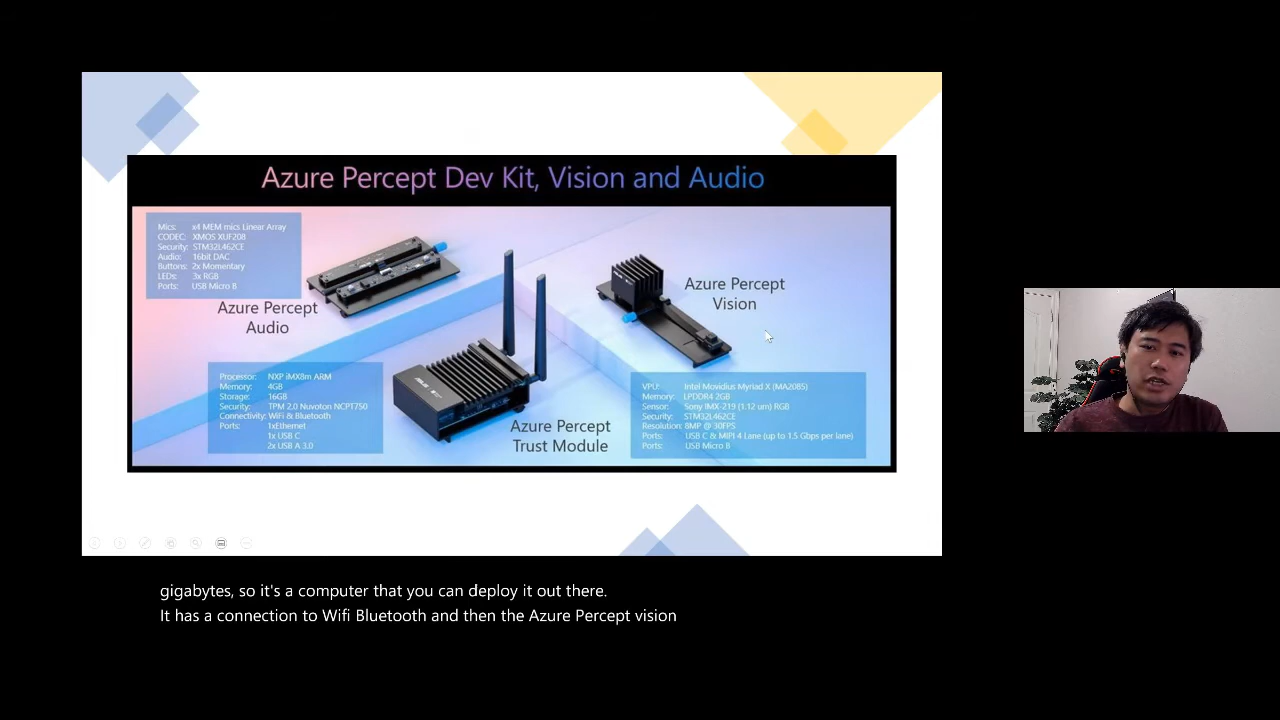 Azure Percept Dev Kit, Vision and Audio
Mics: x4 MEM mics Linear Array
CODEC: XMOS XUF208
Security: STM32L462CE
Audio: 16bit DAC
Buttons: 2x Momentary
LEDs: 3x RGB
Ports: USB Micro B
Azure Percept
Audio
Azure Percept
Vision
Processor: NXP iMX8m ARM
Memory: 4GB
Storage: 16GB
Security: TPM 2.0 Nuvoton NCPT750
Connectivity: WiFi & Bluetooth
Ports: 1xEthernet
1x USB C
2x USB A 3.0
Azure Percept
Trust Module
VPU: Intel Movidius Myriad X (MA2085)
Memory: LPDDR4 2GB
Sensor: Sony IMX-219 (1.12 um) RGB
Security: STM32L462CE
Resolution: 8MP @ 30FPS
Ports: USB C & MIPI 4 Lane (up to 1.5 Gbps per lane)
Ports: USB Micro B
gigabytes, so it's a computer that you can deploy it out there.
It has a connection to Wifi Bluetooth and then the Azure Percept vision